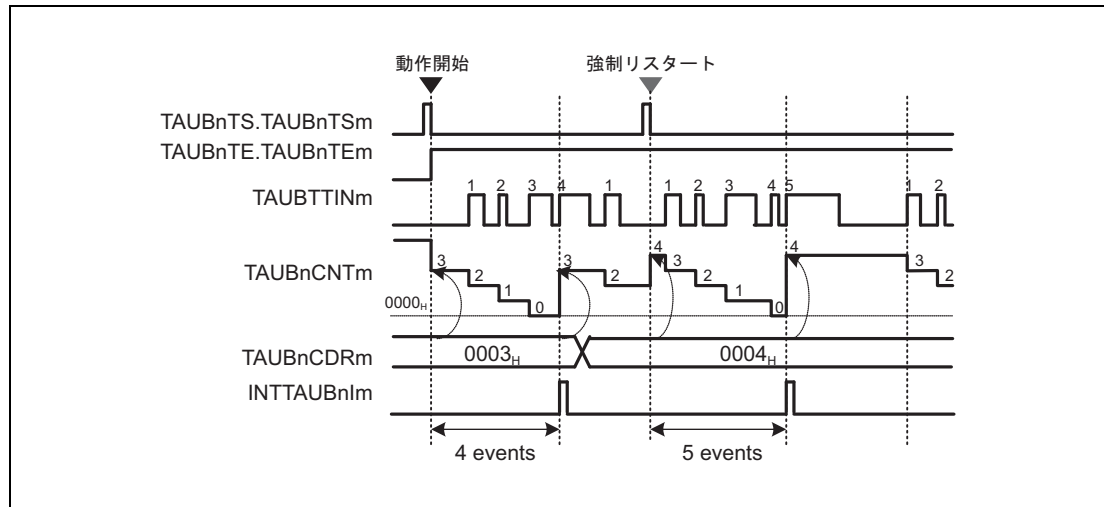 動作開始 強制リスタート
TAUBnTS.TAUBnTSm
TAUBnTE.TAUBnTEm
1 2 3 4 1 1 2 3 4 5 1 2
TAUBTTINm
TAUBnCNTm
3 2 1 0 3 2 4 3 2 1 0 4 3 2
0000H
TAUBnCDRm 0003H 0004H
INTTAUBnIm
4 events 5 events